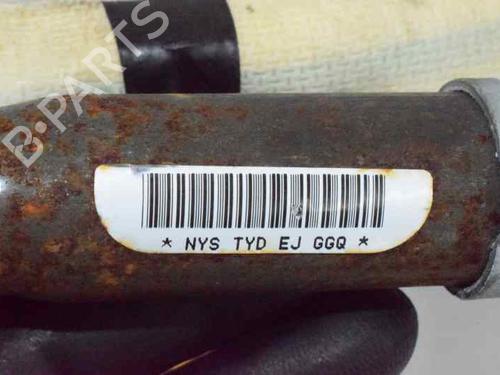 B-PARTS
* NYS TYD EJ GGQ *